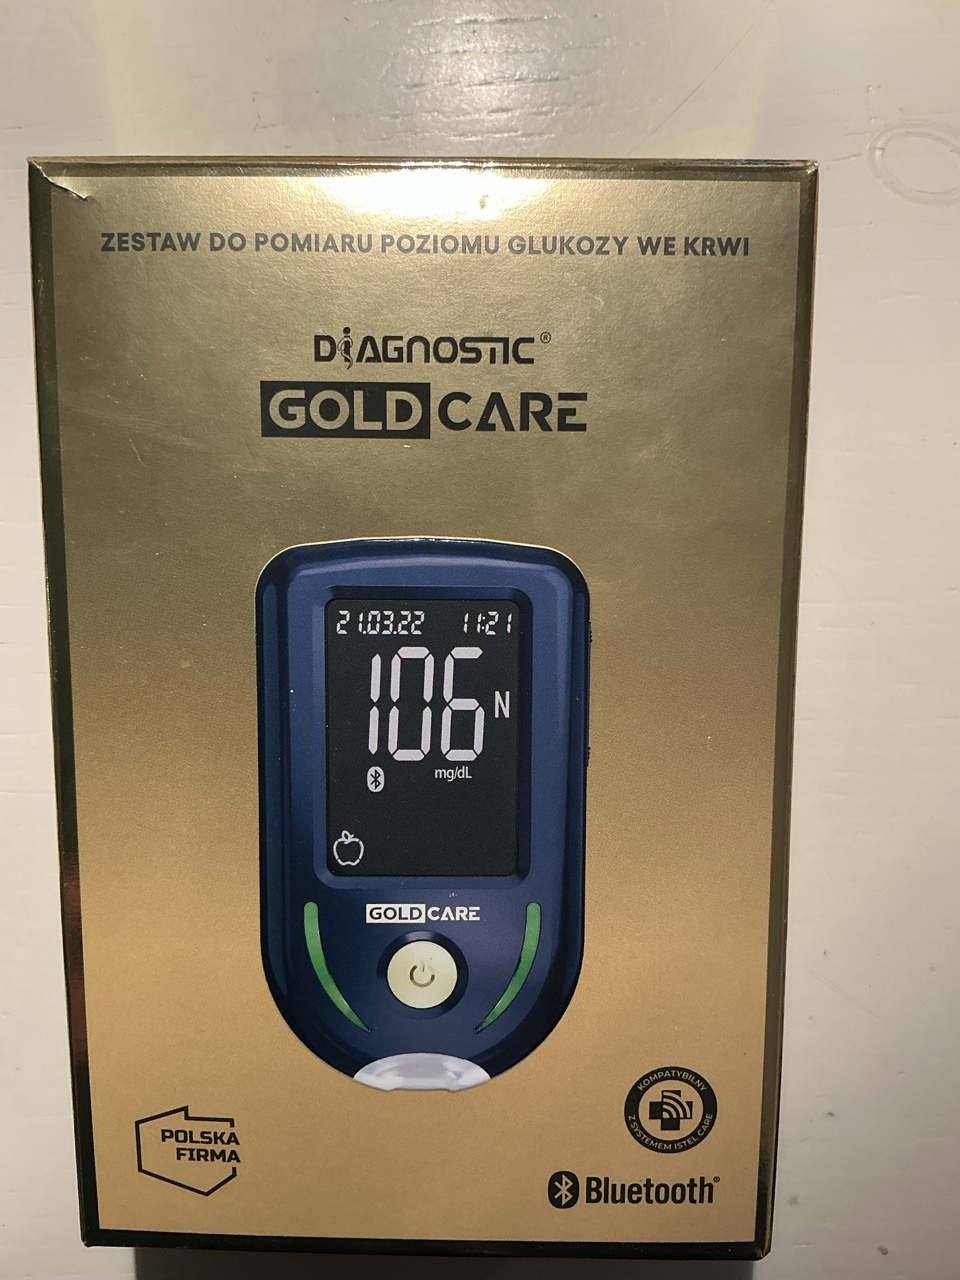 ZESTAW DO POMIARU POZIOMU GLUKOZY WE KRWI
DIAGNOSTIC®
GOLD CARE
21.03.22 11:21
106 N
mg/dL
GOLD CARE
KOMPATYBILNY
Z SYSTEMEM ISTEL CARE
POLSKA
FIRMA
Bluetooth®